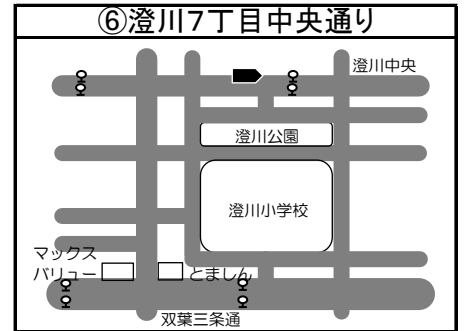 ⑥澄川7丁目中央通り
澄川中央
澄川公園
澄川小学校
マックス
バリュー
とましん
双葉三条通